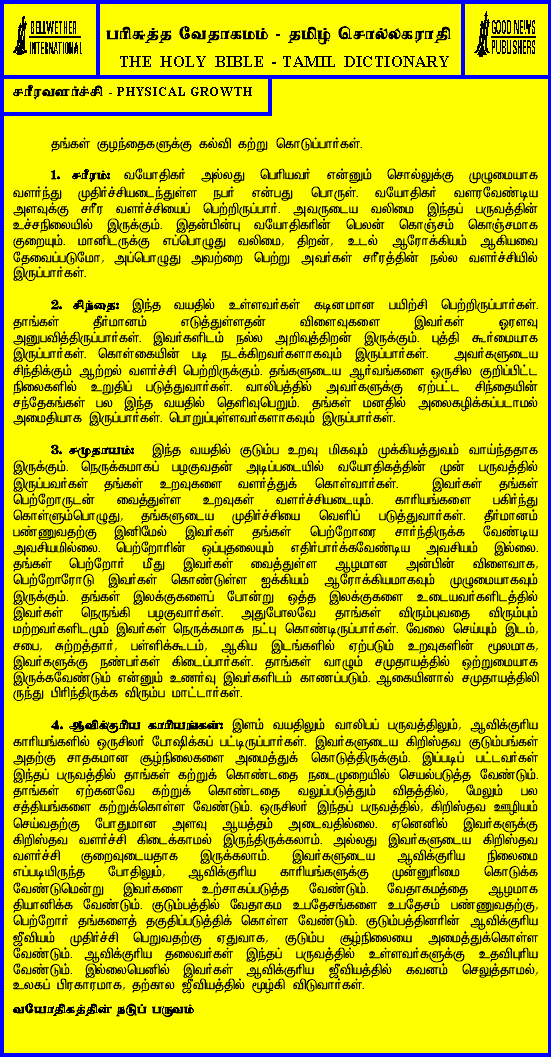 BELLWETHER
INTERNATIONAL
பரிசுத்த வேதாகமம் - தமிழ் சொல்லகராதி
THE HOLY BIBLE - TAMIL DICTIONARY
GOOD NEWS
PUBLISHERS
சரீரவளர்ச்சி - PHYSICAL GROWTH
தங்கள் குழந்தைகளுக்கு கல்வி கற்று கொடுப்பார்கள்.
1. சரீரம்: வயோதிகர் அல்லது பெரியவர் என்னும் சொல்லுக்கு முழுமையாக
வளர்ந்து முதிர்ச்சியடைந்துள்ள நபர் என்பது பொருள். வயோதிகர் வளரவேண்டிய
அளவுக்கு சரீர வளர்ச்சியைப் பெற்றிருப்பார். அவருடைய வலிமை இந்தப் பருவத்தின்
உச்சநிலையில் இருக்கும். இதன்பின்பு வயோதிகரின் பெலன் கொஞ்சம் கொஞ்சமாக
குறையும். மானிடருக்கு எப்பொழுது வலிமை, திறன், உடல் ஆரோக்கியம் ஆகியவை
தேவைப்படுமோ, அப்பொழுது அவற்றை பெற்று அவர்கள் சரீரத்தின் நல்ல வளர்ச்சியில்
இருப்பார்கள்.
2. சிந்தை: இந்த வயதில் உள்ளவர்கள் கடினமான பயிற்சி பெற்றிருப்பார்கள்.
தாங்கள் தீர்மானம் எடுத்துள்ளதன் விளைவுகளை இவர்கள் ஓரளவு
அனுபவித்திருப்பார்கள். இவர்களிடம் நல்ல அறிவுத்திறன் இருக்கும். புத்தி கூர்மையாக
இருப்பார்கள். கொள்கையின் படி நடக்கிறவர்களாகவும் இருப்பார்கள். அவர்களுடைய
சிந்திக்கும் ஆற்றல் வளர்ச்சி பெற்றிருக்கும். தங்களுடைய ஆர்வங்களை ஒருசில குறிப்பிட்ட
நிலைகளில் உறுதிப் படுத்துவார்கள். வாலிபத்தில் அவர்களுக்கு ஏற்பட்ட சிந்தையின்
சந்தேகங்கள் பல இந்த வயதில் தெளிவுபெறும். தங்கள் மனதில் அலைகழிக்கப்படாமல்
அமைதியாக இருப்பார்கள். பொறுப்புள்ளவர்களாகவும் இருப்பார்கள்.
3. சமுதாயம்: இந்த வயதில் குடும்ப உறவு மிகவும் முக்கியத்துவம் வாய்ந்ததாக
இருக்கும். நெருக்கமாகப் பழகுவதன் அடிப்படையில் வயோதிகத்தின் முன் பருவத்தில்
இருப்பவர்கள் தங்கள் உறவுகளை வளர்த்துக் கொள்வார்கள். இவர்கள் தங்கள்
பெற்றோருடன் வைத்துள்ள உறவுகள் வளர்ச்சியடையும். காரியங்களை பகிர்ந்து
கொள்ளும்பொழுது, தங்களுடைய முதிர்ச்சியை வெளிப் படுத்துவார்கள். தீர்மானம்
பண்ணுவதற்கு இனிமேல் இவர்கள் தங்கள் பெற்றோரை சார்ந்திருக்க வேண்டிய
அவசியமில்லை. பெற்றோரின் ஒப்புதலையும் எதிர்பார்க்கவேண்டிய அவசியம் இல்லை.
தங்கள் பெற்றோர் மீது இவர்கள் வைத்துள்ள ஆழமான அன்பின் விளைவாக,
பெற்றோரோடு இவர்கள் கொண்டுள்ள ஐக்கியம் ஆரோக்கியமாகவும் முழுமையாகவும்
இருக்கும். தங்கள் இலக்குகளைப் போன்று ஒத்த இலக்குகளை உடையவர்களிடத்தில்
இவர்கள் நெருங்கி பழகுவார்கள். அதுபோலவே தாங்கள் விரும்புவதை விரும்பும்
மற்றவர்களிடமும் இவர்கள் நெருக்கமாக நட்பு கொண்டிருப்பார்கள். வேலை செய்யும் இடம்,
சபை, சுற்றத்தார், பள்ளிக்கூடம், ஆகிய இடங்களில் ஏற்படும் உறவுகளின் மூலமாக,
இவர்களுக்கு நண்பர்கள் கிடைப்பார்கள். தாங்கள் வாழும் சமுதாயத்தில் ஒற்றுமையாக
இருக்கவேண்டும் என்னும் உணர்வு இவர்களிடம் காணப்படும். ஆகையினால் சமுதாயத்திலி
ருந்து பிரிந்திருக்க விரும்ப மாட்டார்கள்.
4. ஆவிக்குரிய காரியங்கள்: இளம் வயதிலும் வாலிபப் பருவத்திலும், ஆவிக்குரிய
காரியங்களில் ஒருசிலர் போஷிக்கப் பட்டிருப்பார்கள். இவர்களுடைய கிறிஸ்தவ குடும்பங்கள்
அதற்கு சாதகமான சூழ்நிலைகளை அமைத்துக் கொடுத்திருக்கும். இப்படிப் பட்டவர்கள்
இந்தப் பருவத்தில் தாங்கள் கற்றுக் கொண்டதை நடைமுறையில் செயல்படுத்த வேண்டும்.
தாங்கள் ஏற்கனவே கற்றுக் கொண்டதை வலுப்படுத்தும் விதத்தில், மேலும் பல
சத்தியங்களை கற்றுக்கொள்ள வேண்டும். ஒருசிலர் இந்தப் பருவத்தில், கிறிஸ்தவ ஊழியம்
செய்வதற்கு போதுமான அளவு ஆயத்தம் அடைவதில்லை. ஏனெனில் இவர்களுக்கு
கிறிஸ்தவ வளர்ச்சி கிடைக்காமல் இருந்திருக்கலாம். அல்லது இவர்களுடைய கிறிஸ்தவ
வளர்ச்சி குறைவுடையதாக இருக்கலாம். இவர்களுடைய ஆவிக்குரிய நிலைமை
எப்படியிருந்த போதிலும், ஆவிக்குரிய காரியங்களுக்கு முன்னுரிமை கொடுக்க
வேண்டுமென்று இவர்களை உற்சாகப்படுத்த வேண்டும். வேதாகமத்தை ஆழமாக
தியானிக்க வேண்டும். குடும்பத்தில் வேதாகம உபதேசங்களை உபதேசம் பண்ணுவதற்கு,
பெற்றோர் தங்களைத் தகுதிப்படுத்திக் கொள்ள வேண்டும். குடும்பத்தினரின் ஆவிக்குரிய
ஜீவியம் முதிர்ச்சி பெறுவதற்கு ஏதுவாக, குடும்ப சூழ்நிலையை அமைத்துக்கொள்ள
வேண்டும். ஆவிக்குரிய தலைவர்கள் இந்தப் பருவத்தில் உள்ளவர்களுக்கு உதவிபுரிய
வேண்டும். இல்லையெனில் இவர்கள் ஆவிக்குரிய ஜீவியத்தில் கவனம் செலுத்தாமல்,
உலகப் பிரகாரமாக, தற்கால ஜீவியத்தில் மூழ்கி விடுவார்கள்.
வயோதிகத்தின் நடுப் பருவம்